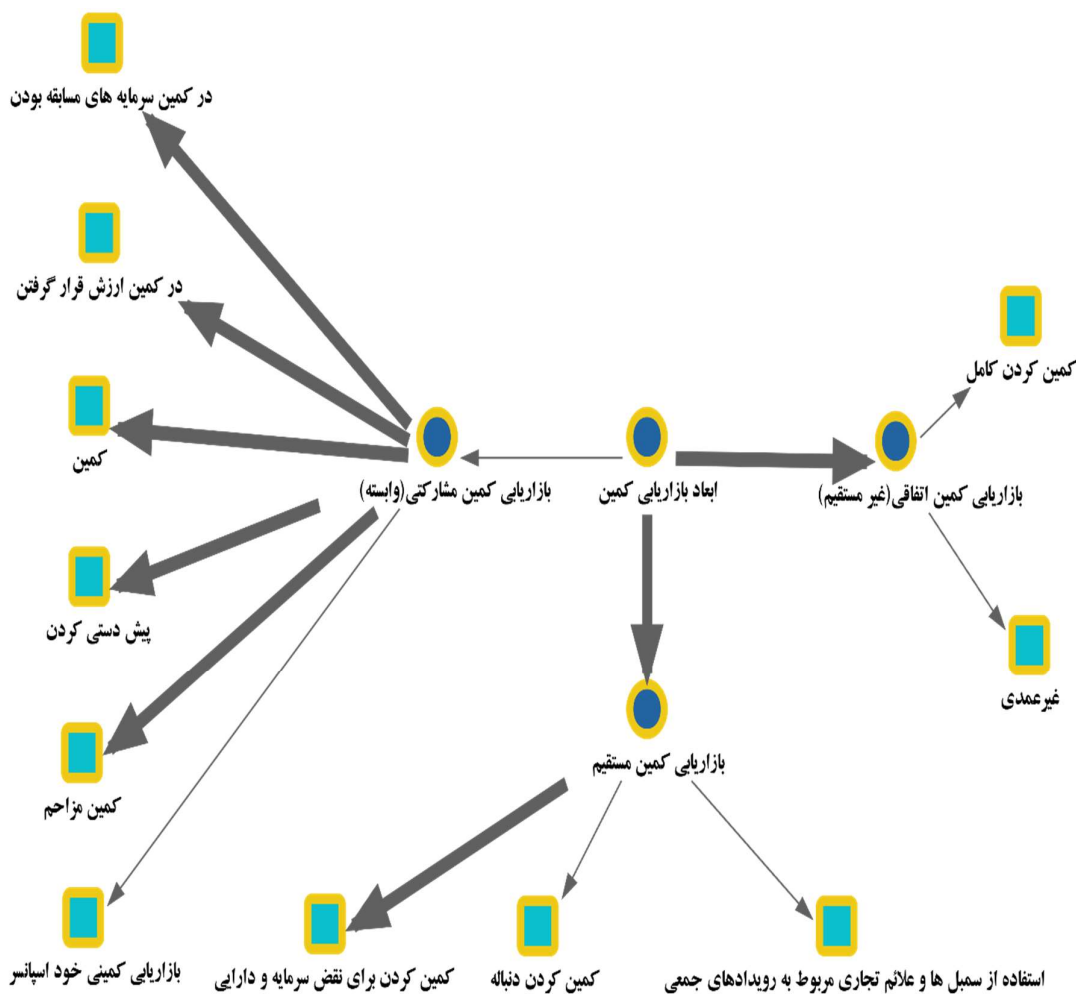 در کمین سرمایه های مسابقه بودن
در کمین ارزش قرار گرفتن
کمین کردن کامل
کمین
بازاریابی کمین مشارکتی(وابسته)
ابعاد بازاریابی کمین
بازاریابی کمین اتفاقی(غیر مستقیم)
پیش دستی کردن
غیرعمدی
بازاریابی کمین مستقیم
کمین مزاحم
بازاریابی کمینی خود اسپانسر
کمین کردن برای نقض سرمایه و دارایی
کمین کردن دنباله
استفاده از سمبل ها و علائم تجاری مربوط به رویدادهای جمعی